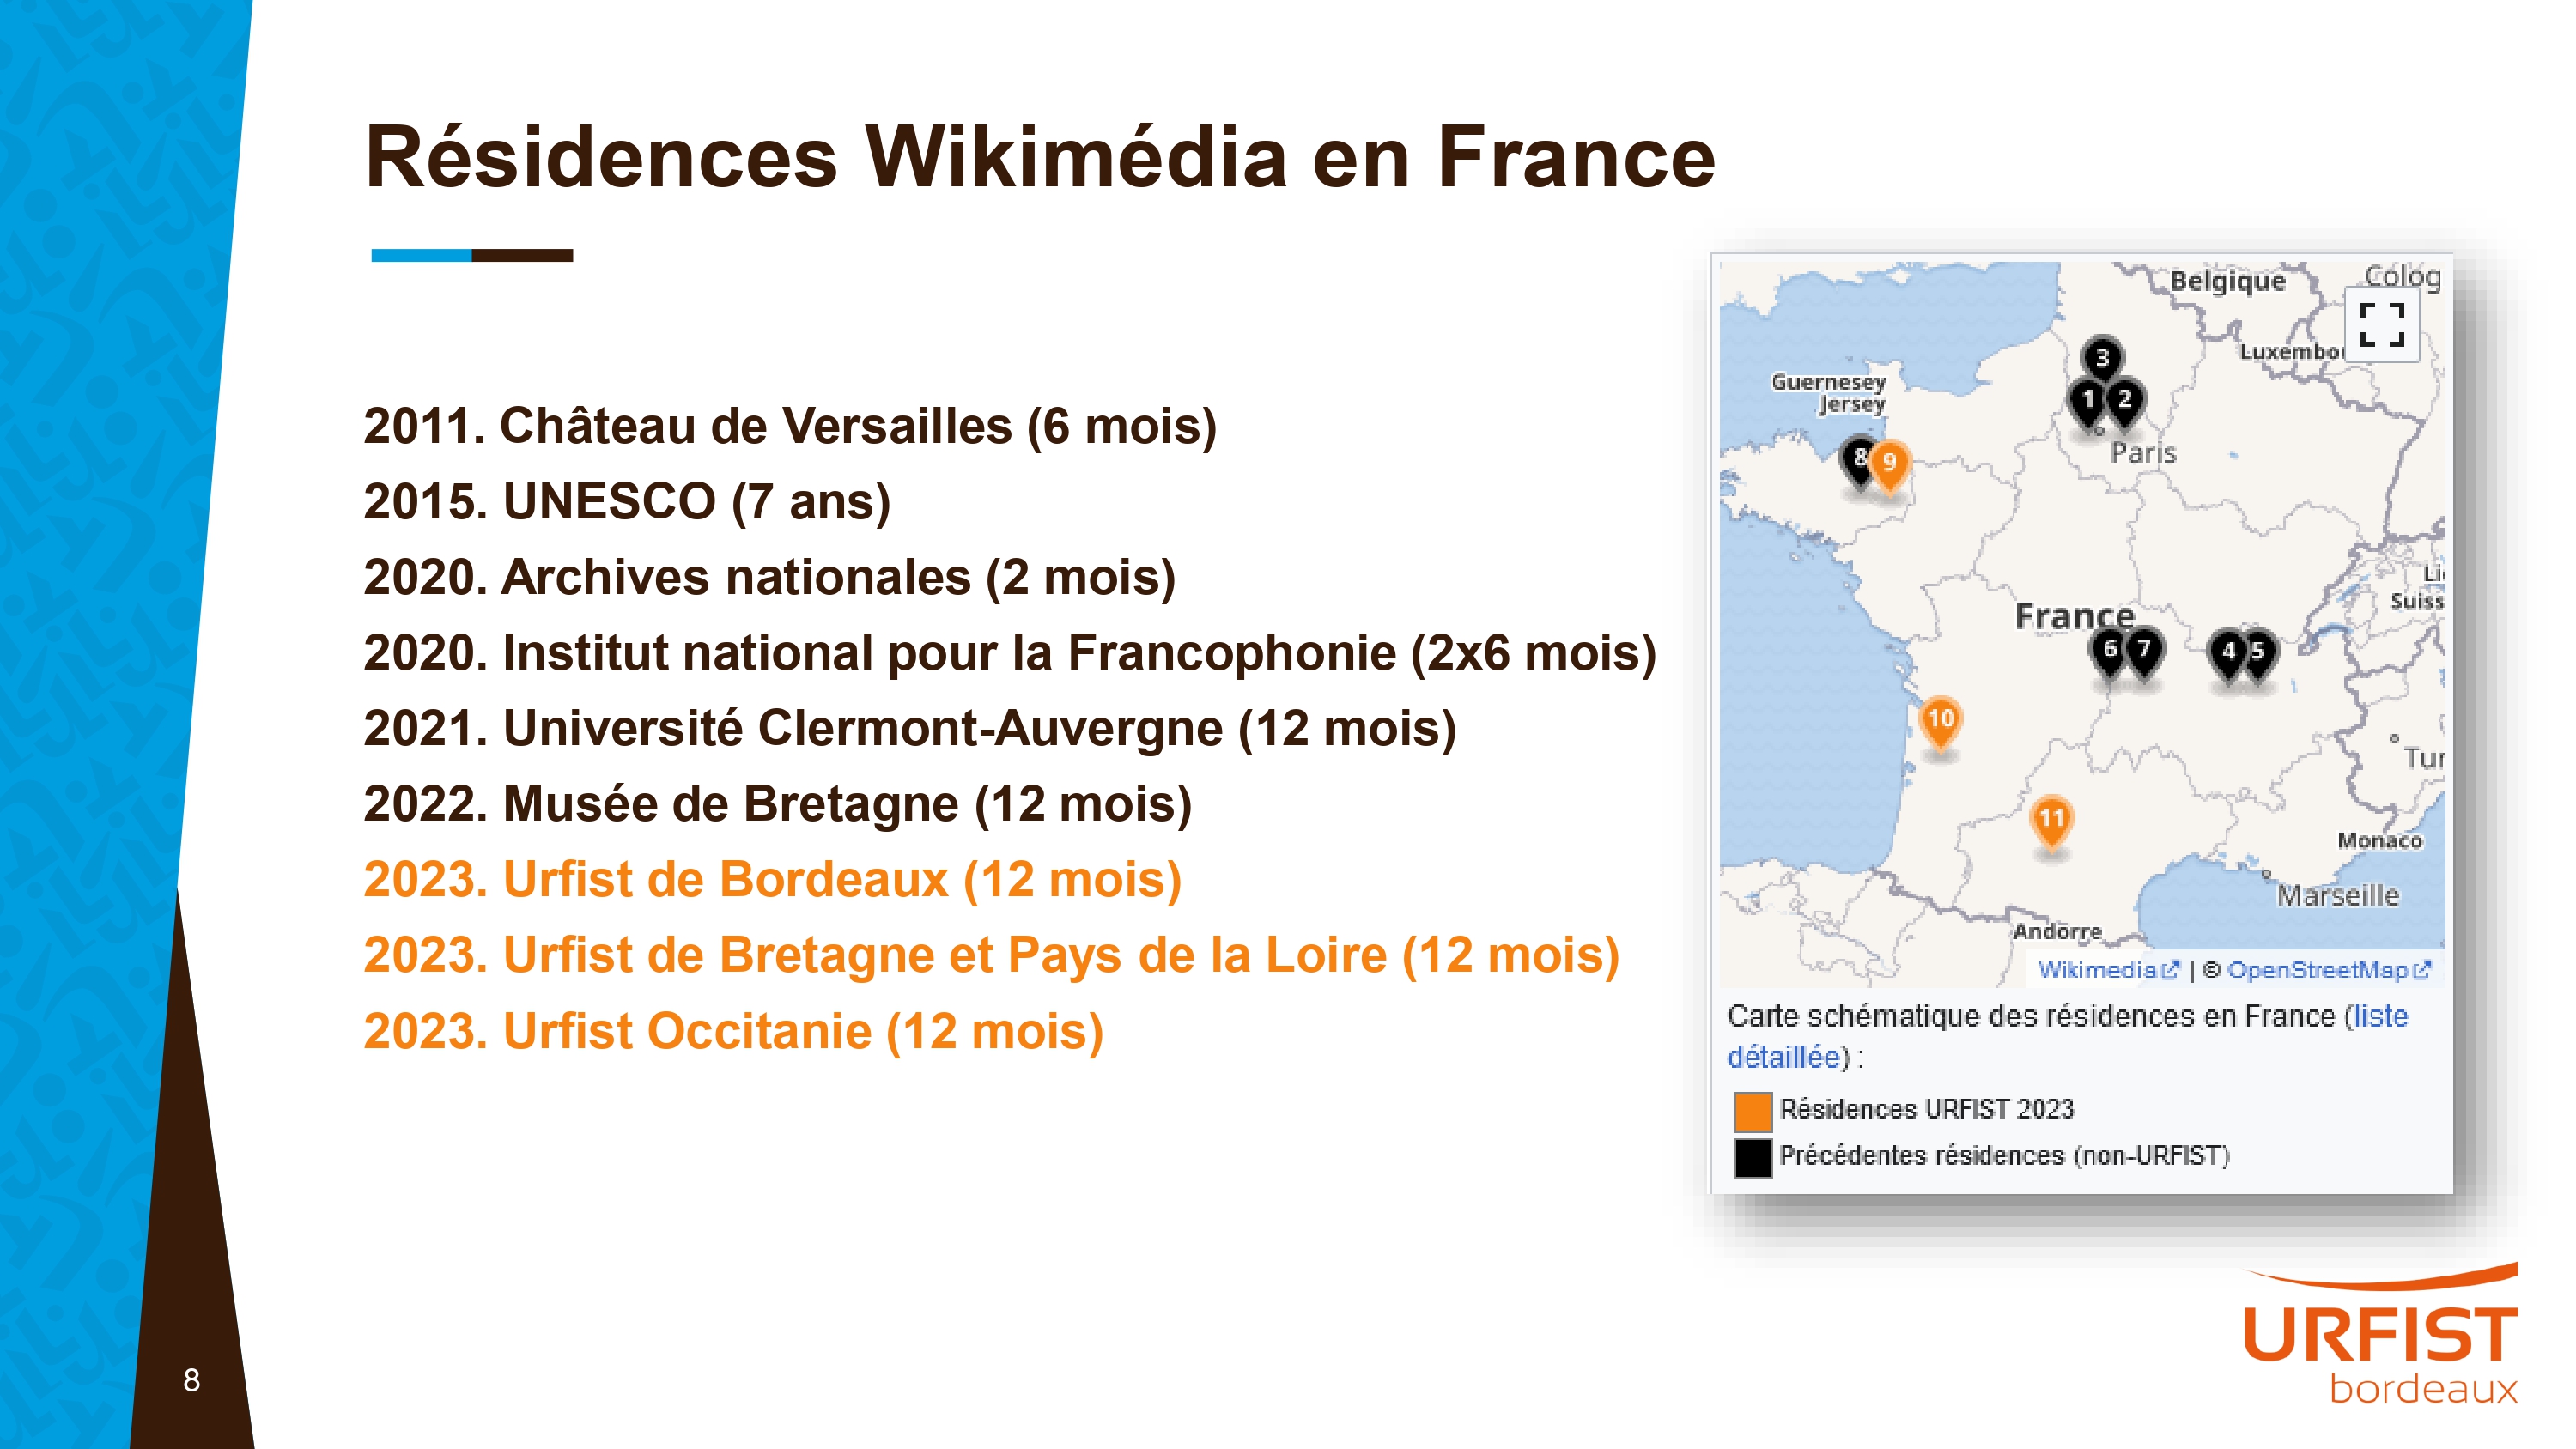 Résidences Wikimédia en France
2011. Château de Versailles (6 mois)
2015. UNESCO (7 ans)
2020. Archives nationales (2 mois)
2020. Institut national pour la Francophonie (2x6 mois)
2021. Université Clermont-Auvergne (12 mois)
2022. Musée de Bretagne (12 mois)
2023. Urfist de Bordeaux (12 mois)
2023. Urfist de Bretagne et Pays de la Loire (12 mois)
2023. Urfist Occitanie (12 mois)
Belgique
Colog
Luxembou
Guernesey
Jersey
3
1 2
Paris
8 9
Li
Suiss
France
6 7
4 5
10
Tur
11
Monaco
Marseille
Andorre
Wikimedia | © OpenStreetMap
Carte schématique des résidences en France (liste
détaillée) :
Résidences URFIST 2023
Précédentes résidences (non-URFIST)
URFIST
bordeaux
8